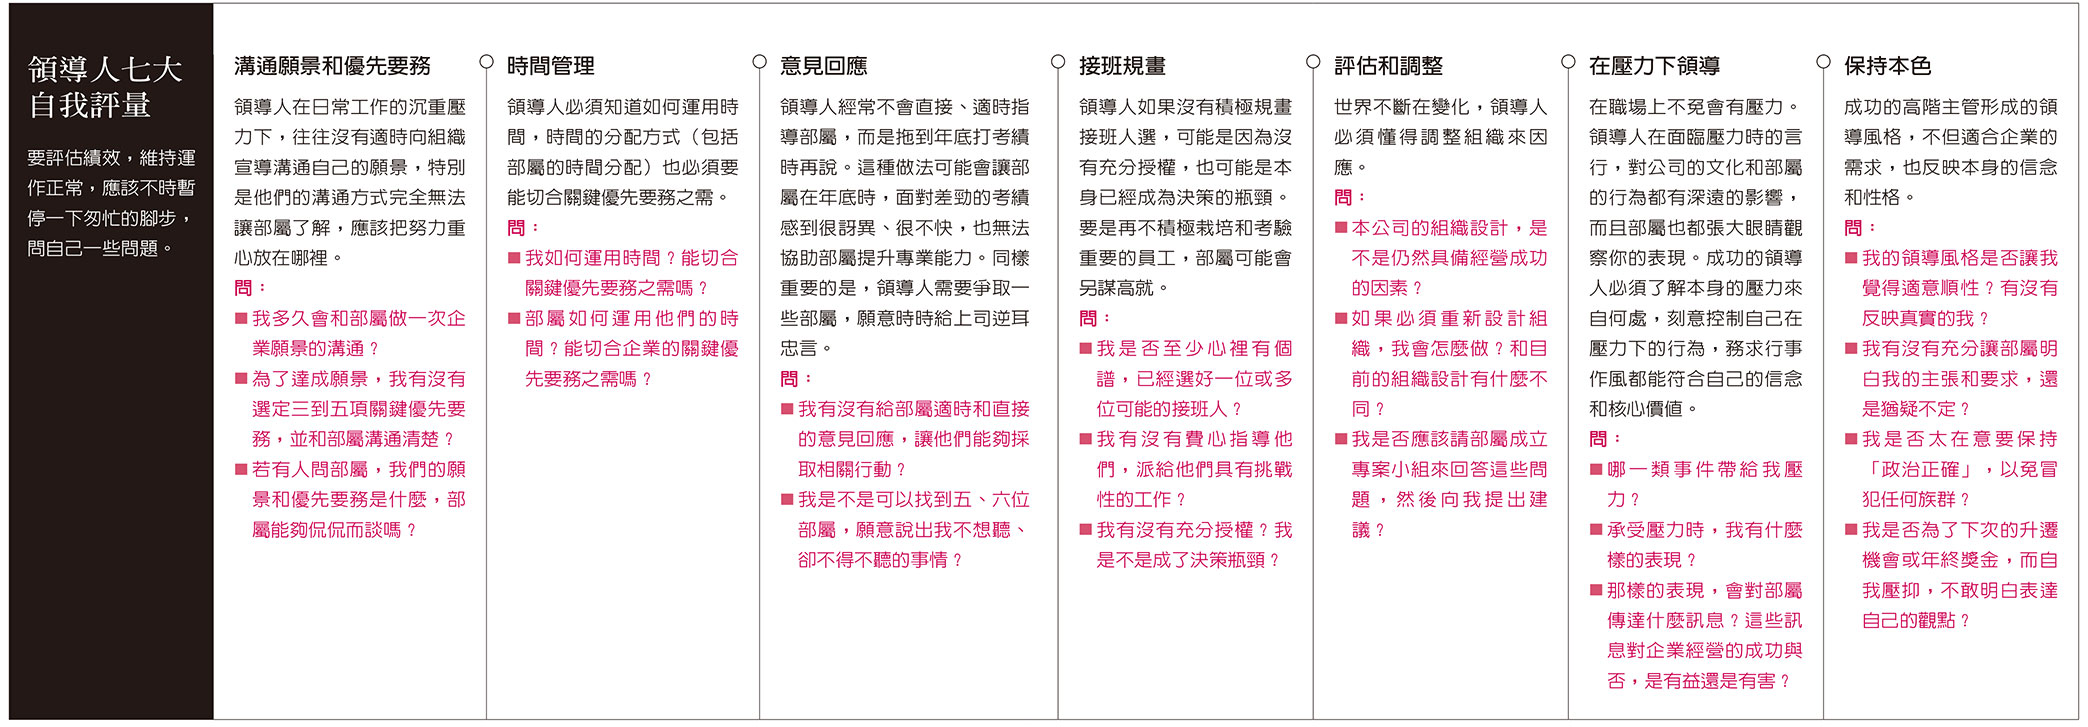 領導人七大
自我評量
要評估績效，維持運
作正常，應該不時暫
停一下匆忙的腳步，
問自己一些問題。
溝通願景和優先要務
領導人在日常工作的沉重壓
力下，往往沒有適時向組織
宣導溝通自己的願景，特別
是他們的溝通方式完全無法
讓部屬了解，應該把努力重
心放在哪裡。
問：
■我多久會和部屬做一次企
業願景的溝通？
■為了達成願景，我有沒有
選定三到五項關鍵優先要
務，並和部屬溝通清楚？
■若有人問部屬，我們的願
景和優先要務是什麼，部
屬能夠侃侃而談嗎？
時間管理
領導人必須知道如何運用時
間，時間的分配方式（包括
部屬的時間分配）也必須要
能切合關鍵優先要務之需。
問：
■我如何運用時間？能切合
關鍵優先要務之需嗎？
■部屬如何運用他們的時
間？能切合企業的關鍵優
先要務之需嗎？
意見回應
領導人經常不會直接、適時指
導部屬，而是拖到年底打考績
時再說。這種做法可能會讓部
屬在年底時，面對差勁的考績
感到很訝異、很不快，也無法
協助部屬提升專業能力。同樣
重要的是，領導人需要爭取一
些部屬，願意時時給上司逆耳
忠言。
問：
■我有沒有給部屬適時和直接
的意見回應，讓他們能夠採
取相關行動？
■我是不是可以找到五、六位
部屬，願意說出我不想聽、
卻不得不聽的事情？
接班規畫
領導人如果沒有積極規畫
接班人選，可能是因為沒
有充分授權，也可能是本
身已經成為決策的瓶頸。
要是再不積極栽培和考驗
重要的員工，部屬可能會
另謀高就。
問：
■我是否至少心裡有個
譜，已經選好一位或多
位可能的接班人？
■我有沒有費心指導他
們，派給他們具有挑戰
性的工作？
■我有沒有充分授權？我
是不是成了決策瓶頸？
評估和調整
世界不斷在變化，領導人
必須懂得調整組織來因
應。
問：
■本公司的組織設計，是
不是仍然具備經營成功
的因素？
■如果必須重新設計組
織，我會怎麼做？和目
前的組織設計有什麼不
同？
■我是否應該請部屬成立
專案小組來回答這些問
題，然後向我提出建
議？
在壓力下領導
在職場上不免會有壓力。
領導人在面臨壓力時的言
行，對公司的文化和部屬
的行為都有深遠的影響，
而且部屬也都張大眼睛觀
察你的表現。成功的領導
人必須了解本身的壓力來
自何處，刻意控制自己在
壓力下的行為，務求行事
作風都能符合自己的信念
和核心價值。
問：
■哪一類事件帶給我壓
力？
■承受壓力時，我有什麼
樣的表現？
■那樣的表現，會對部屬
傳達什麼訊息？這些訊
息對企業經營的成功與
否，是有益還是有害？
保持本色
成功的高階主管形成的領
導風格，不但適合企業的
需求，也反映本身的信念
和性格。
問：
■我的領導風格是否讓我
覺得適意順性？有沒有
反映真實的我？
■我有沒有充分讓部屬明
白我的主張和要求，還
是猶疑不定？
■我是否太在意要保持
「政治正確」，以免冒
犯任何族群？
■我是否為了下次的升遷
機會或年終獎金，而自
我壓抑，不敢明白表達
自己的觀點？